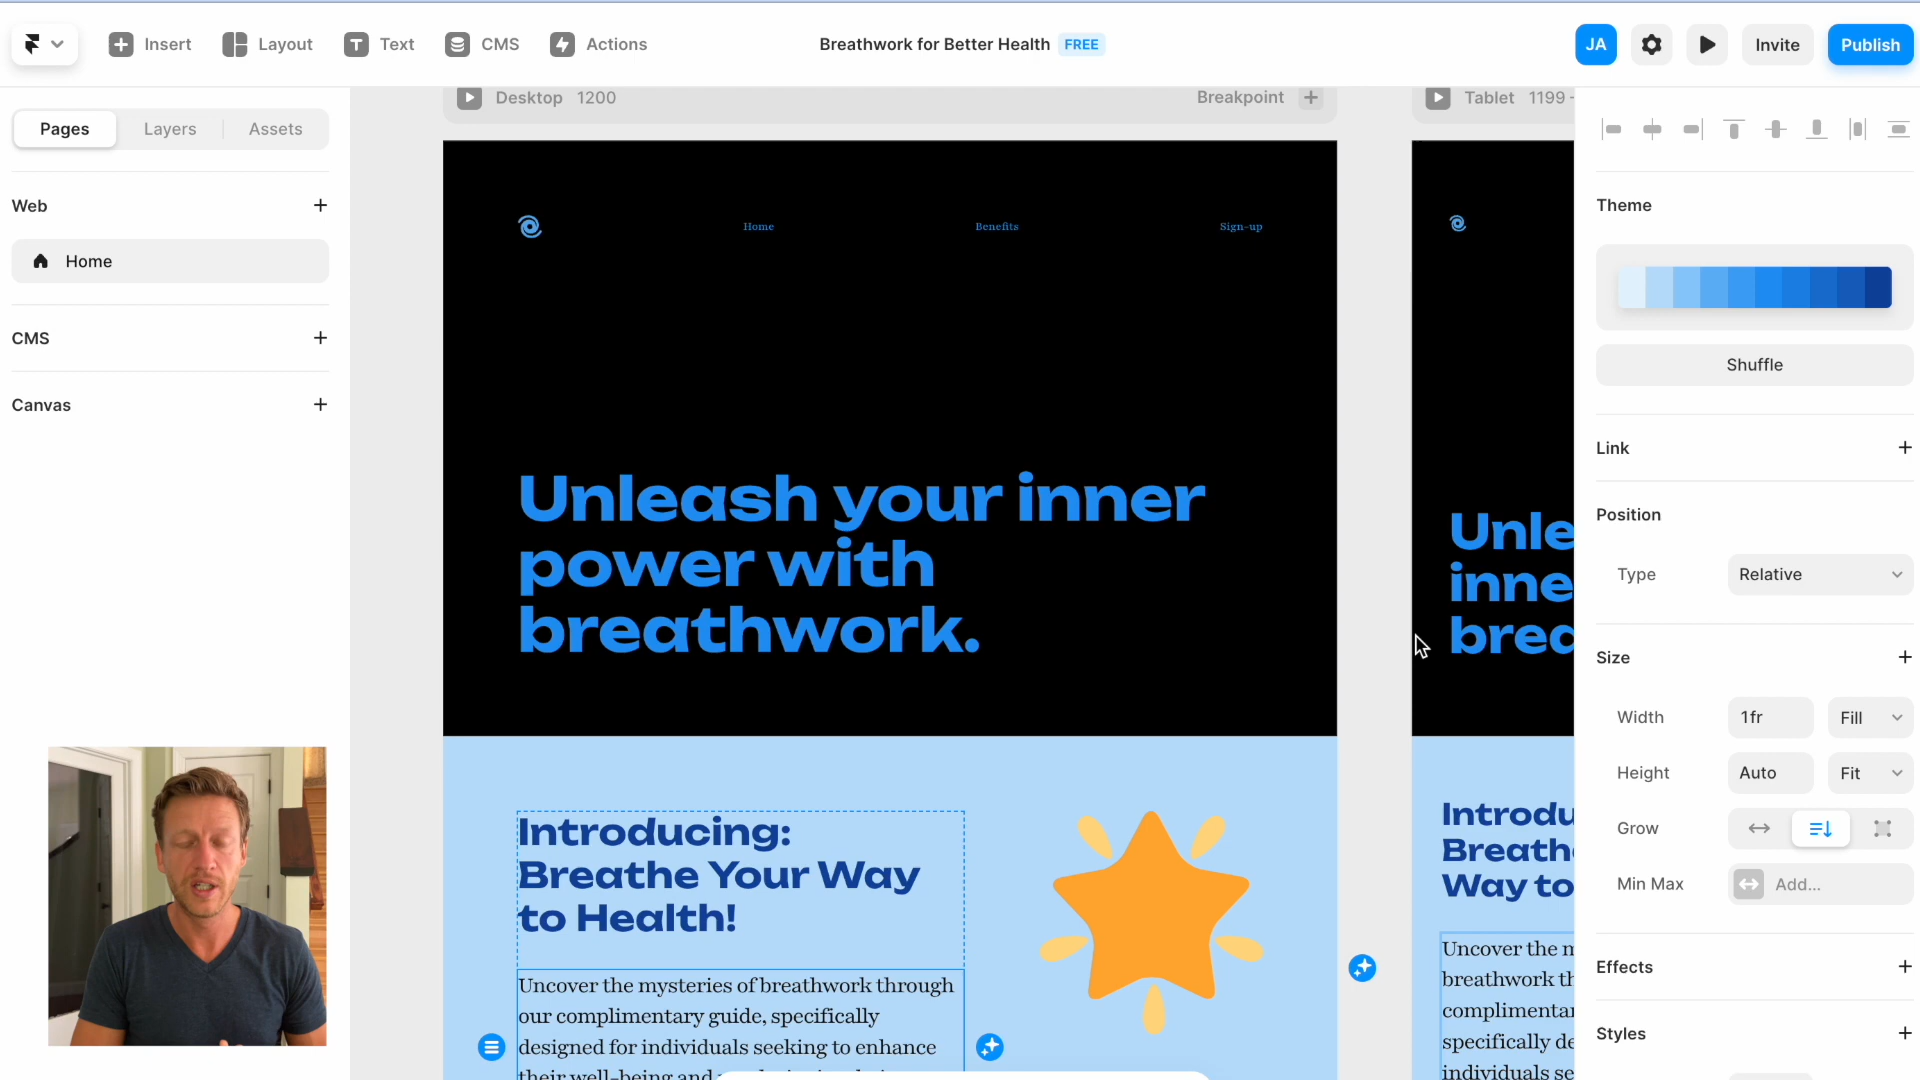 Insert
Layout
Text
CMS
Actions
Breathwork for Better Health FREE
JA
Invite
Publish
Pages
Layers
Assets
Web
Home
CMS
Canvas
Desktop 1200
Breakpoint
Tablet 1199 -
Home
Benefits
Sign-up
Unleash your inner
power with
breathwork.
Unle
inne
brea
Introducing:
Breathe Your Way
to Health!
Uncover the mysteries of breathwork through
our complimentary guide, specifically
designed for individuals seeking to enhance
their well-being and
Introdu
Breath
Way to
Uncover the m
breathwork th
complimentar
specifically de
individuals se
Theme
Shuffle
Link
Position
Type
Relative
Size
Width
1fr
Fill
Height
Auto
Fit
Grow
Min Max
Add...
Effects
Styles